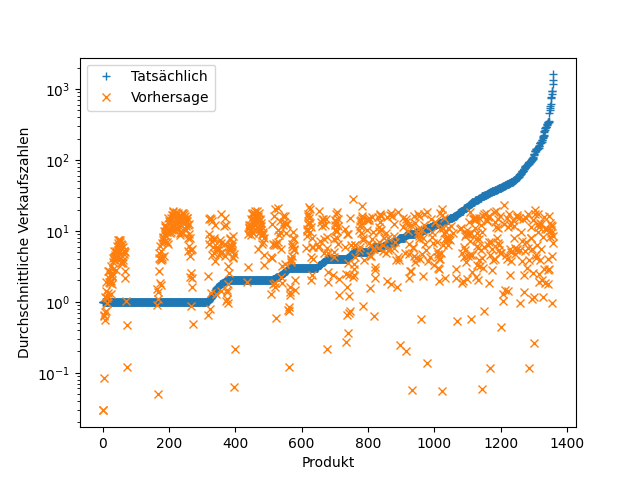 Tatsächlich
Vorhersage
Durchschnittliche Verkaufszahlen
10³
10²
10¹
10⁰
10⁻¹
0 200 400 600 800 1000 1200 1400
Produkt